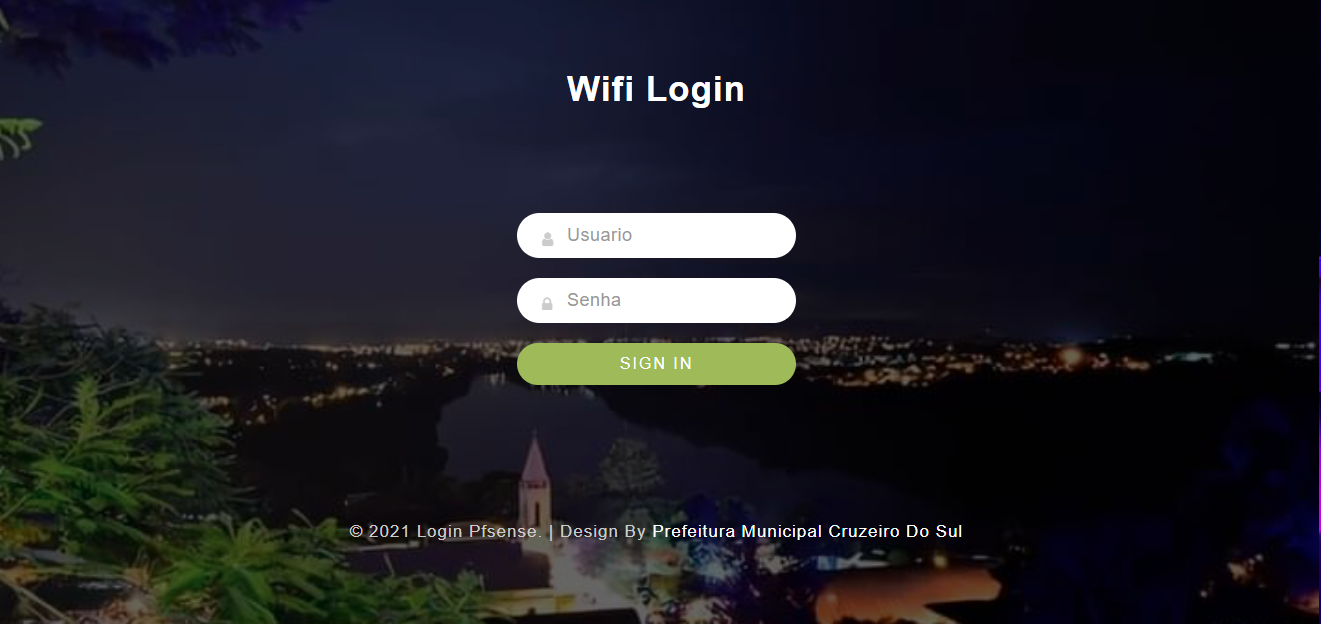 Wifi Login
Usuario
Senha
SIGN IN
© 2021 Login Pfsense. | Design By Prefeitura Municipal Cruzeiro Do Sul